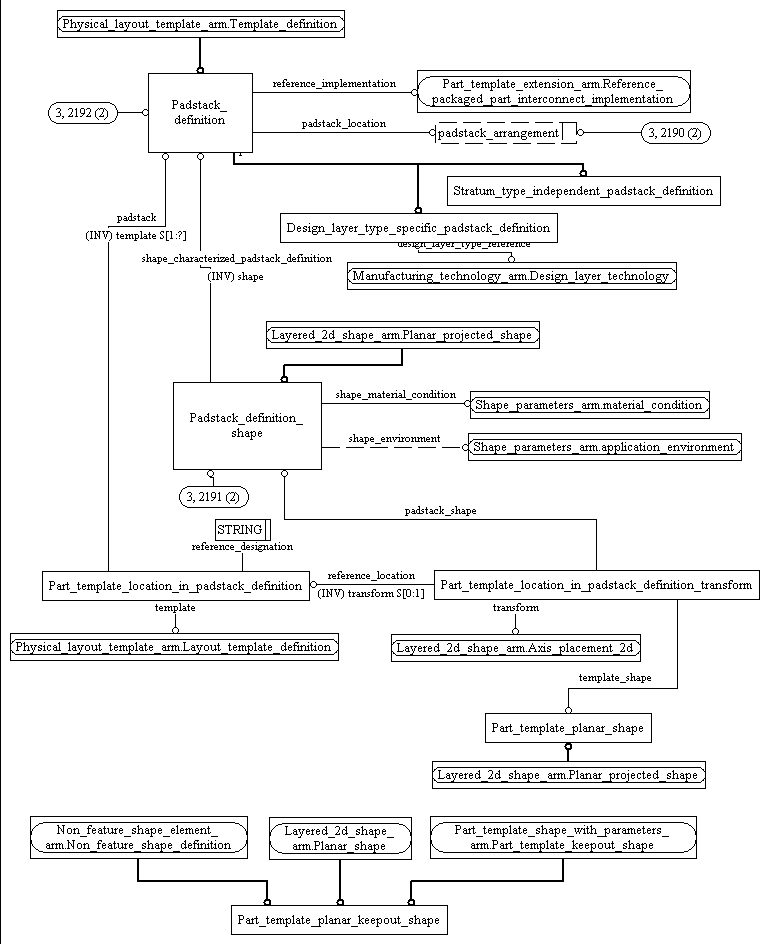 Physical_layout_template_arm.Template_definition
reference_implementation
Part_template_extension_arm.Reference_
packaged_part_interconnect_implementation
Padstack_
definition
3, 2192 (2)
padstack_location
padstack_arrangement
3, 2190 (2)
Stratum_type_independent_padstack_definition
padstack
(INV) template S[1:?]
Design_layer_type_specific_padstack_definition
design_layer_type_reference
shape_characterized_padstack_definition
(INV) shape
Manufacturing_technology_arm.Design_layer_technology
Layered_2d_shape_arm.Planar_projected_shape
shape_material_condition
Shape_parameters_arm.material_condition
Padstack_definition_
shape
shape_environment
Shape_parameters_arm.application_environment
3, 2191 (2)
padstack_shape
STRING
reference_designation
Part_template_location_in_padstack_definition
reference_location
(INV) transform S[0:1]
Part_template_location_in_padstack_definition_transform
template
transform
Physical_layout_template_arm.Layout_template_definition
Layered_2d_shape_arm.Axis_placement_2d
template_shape
Part_template_planar_shape
Layered_2d_shape_arm.Planar_projected_shape
Non_feature_shape_element_
arm.Non_feature_shape_definition
Layered_2d_shape_
arm.Planar_shape
Part_template_shape_with_parameters_
arm.Part_template_keepout_shape
Part_template_planar_keepout_shape